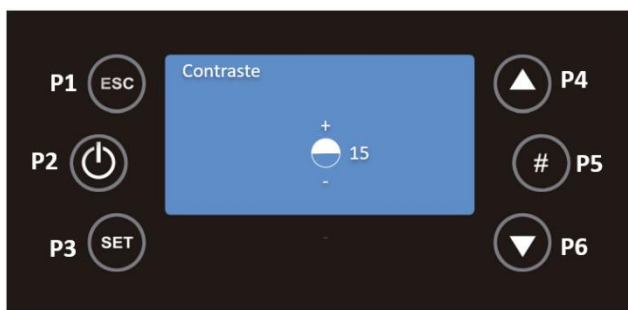 Contraste
P1 ESC
P4
+
15
P2
# P5
-
P3 SET
-
P6